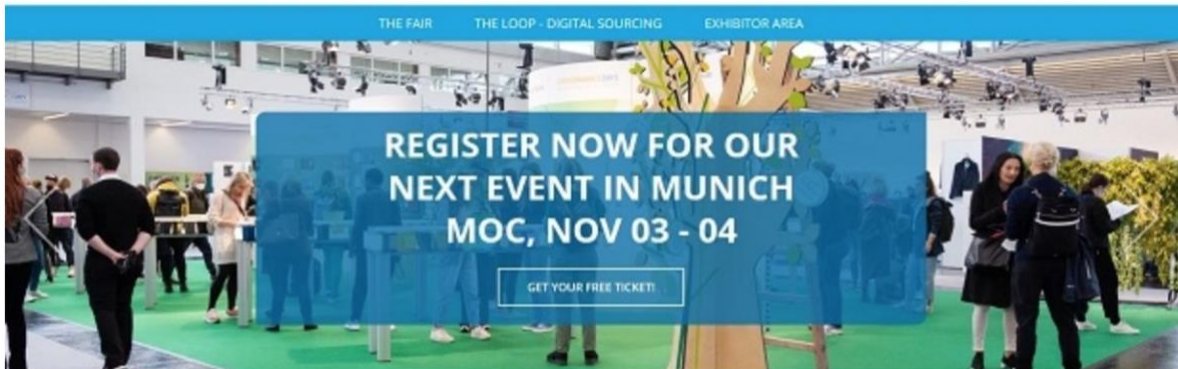 THE FAIR
THE LOOP - DIGITAL SOURCING
EXHIBITOR AREA
REGISTER NOW FOR OUR
NEXT EVENT IN MUNICH
MOC, NOV 03 - 04
GET YOUR FREE TICKET!